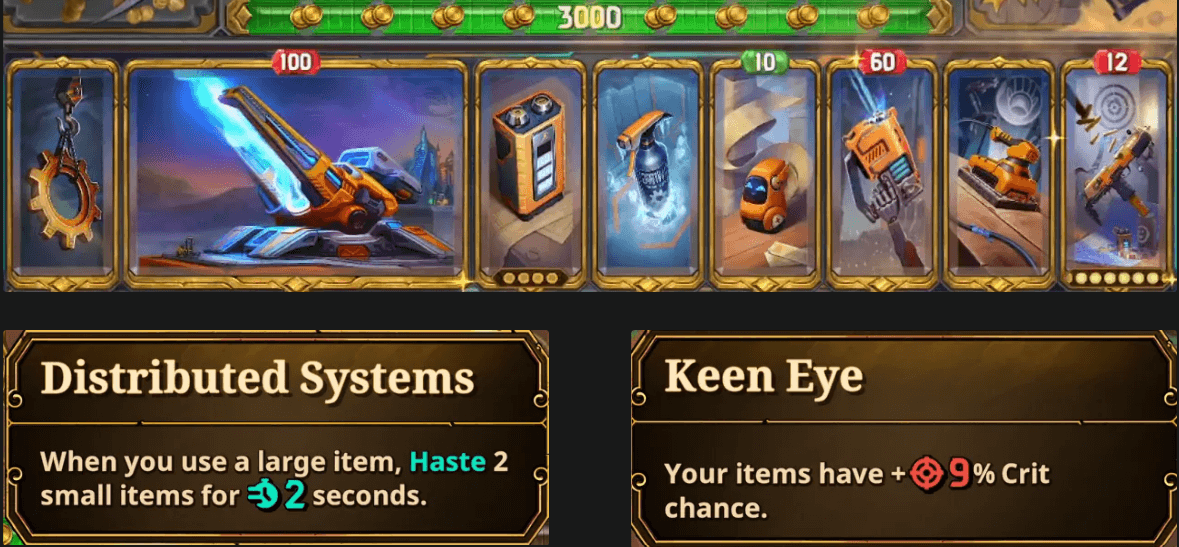 3000
100
10
60
12
Distributed Systems
When you use a large item, Haste 2
small items for 2 seconds.
Keen Eye
Your items have + 9% Crit
chance.